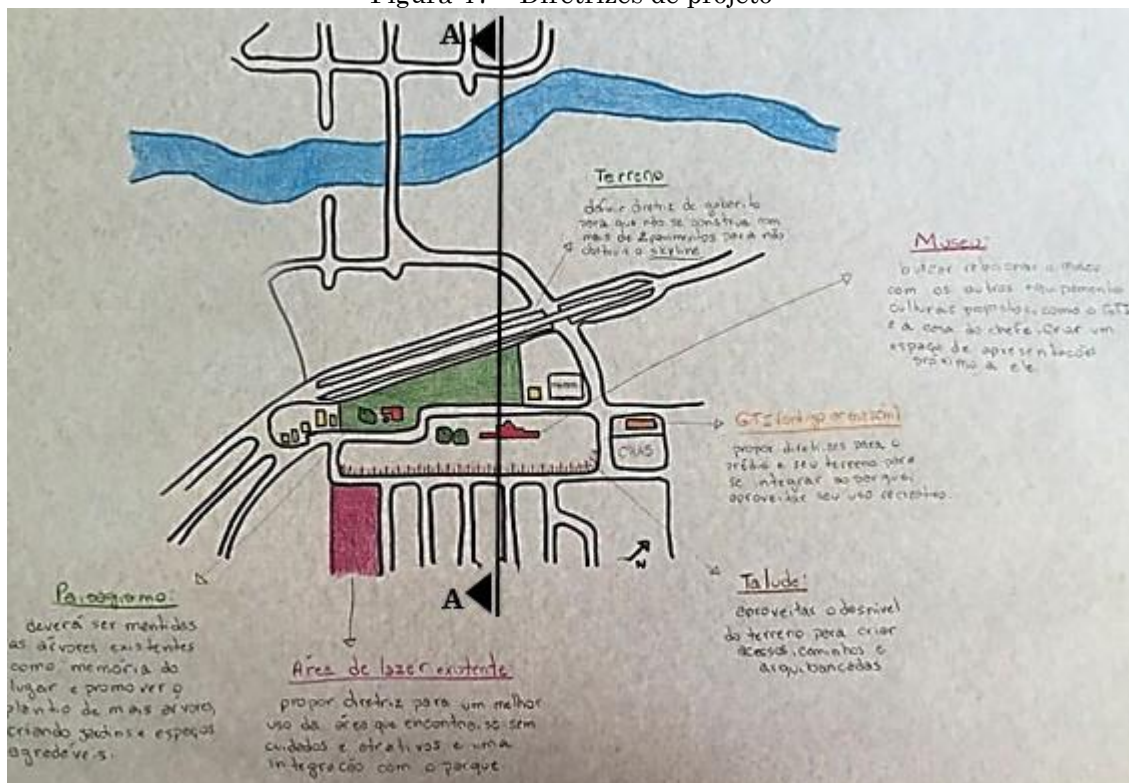 Figura 17 – Diretrizes de projeto
A
Terreno
definir diretriz de gabarito
para que não se construa com
mais de 2 pavimentos para não
destruir o skyline
Museu:
buscar relacionar o museu
com os outros equipamento
culturais propostos, como o GTI
e a casa do chefe. Criar um
espaço de apresentações
próximo a ele
GTI (antigo armazém)
propor diretrizes para o
prédio e seu terreno para
se integrar ao parque
aproveitar seu uso recreativo.
CRAS
N
A
Talude:
aproveitar o desnível
do terreno para criar
acessos, caminhos e
arquibancadas
Paisagismo:
deverá ser mantidas
as árvores existentes
como memória do
lugar e promover o
plantio de mais árvores,
criando jardins e espaços
agradáveis.
Área de lazer existente
propor diretriz para um melhor
uso da área que encontra-se sem
cuidados e atrativos e uma
integração com o parque